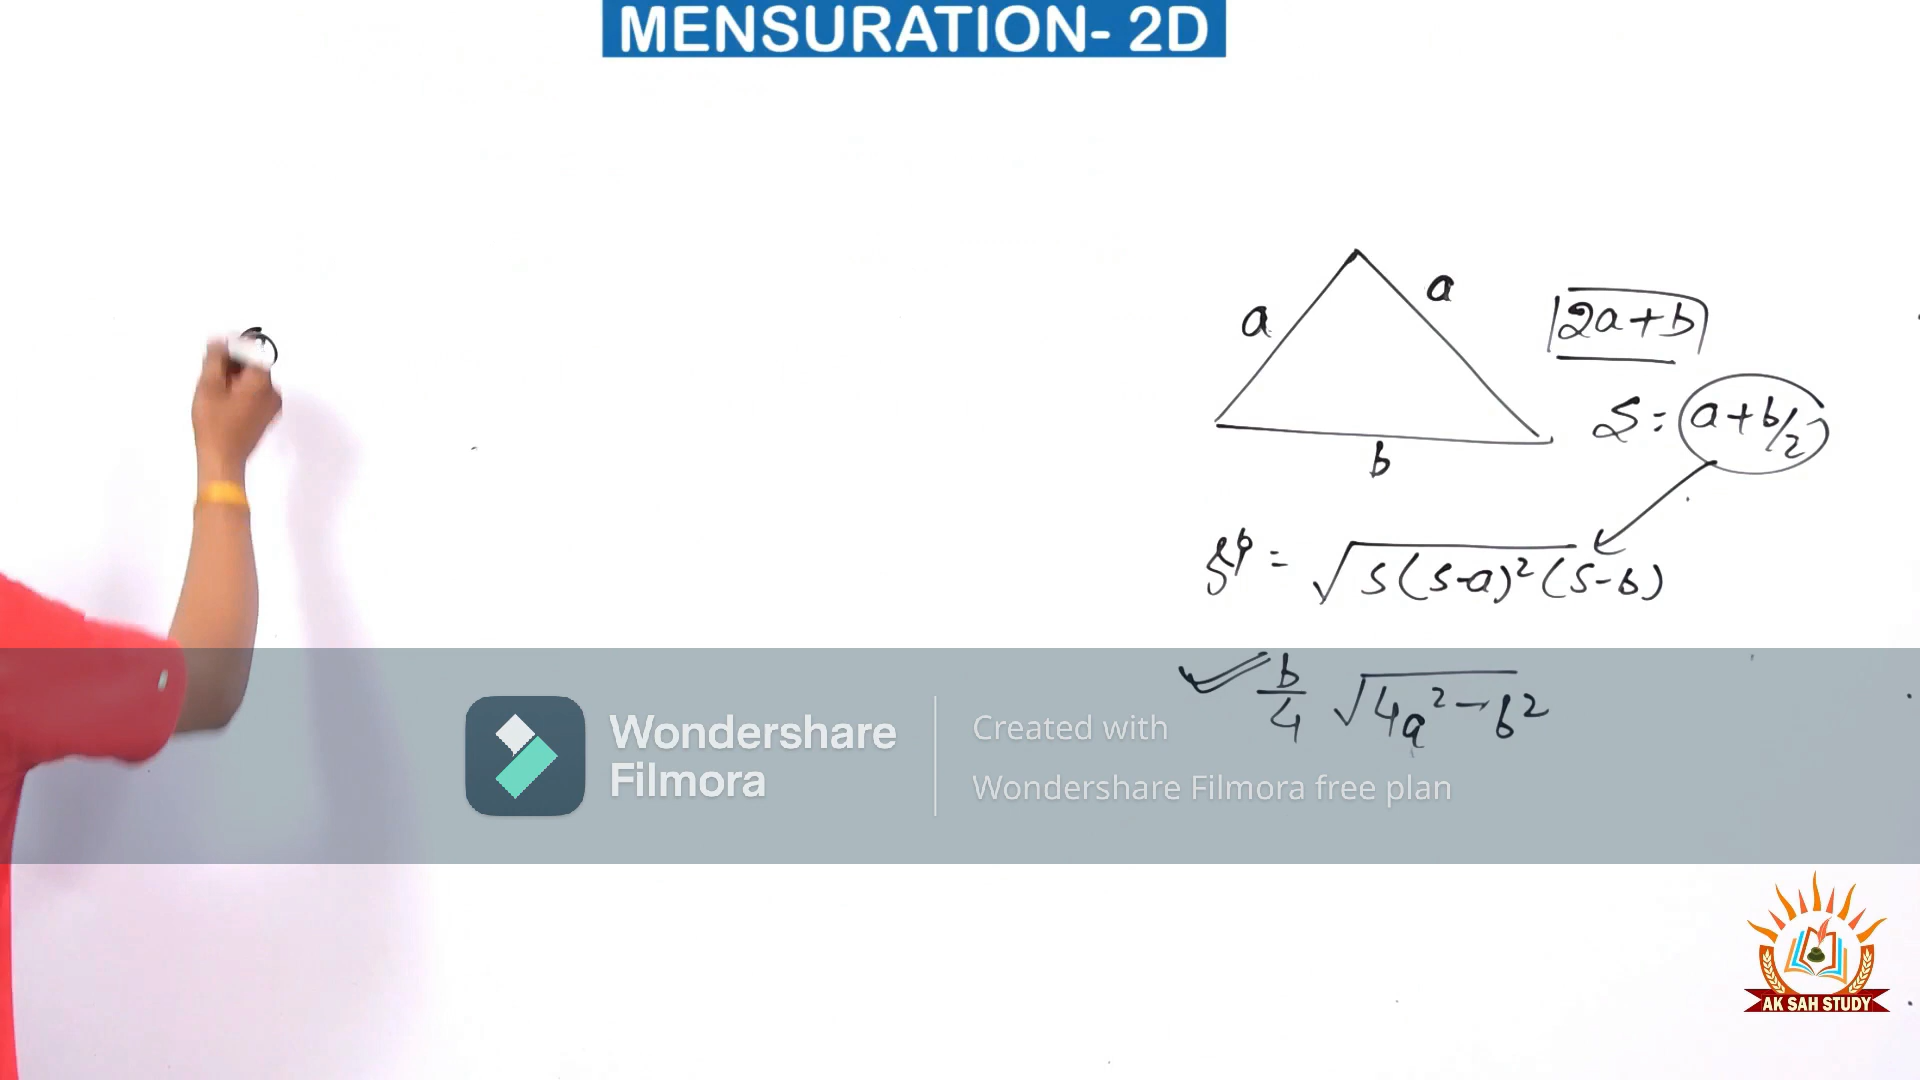 MENSURATION- 2D
a
a
2a+b
S = a+b/2
b
= √S(S-a)²(S-b)
b/4 √4a²-b²
Wondershare
Filmora
Created with
Wondershare Filmora free plan
AK SAH STUDY